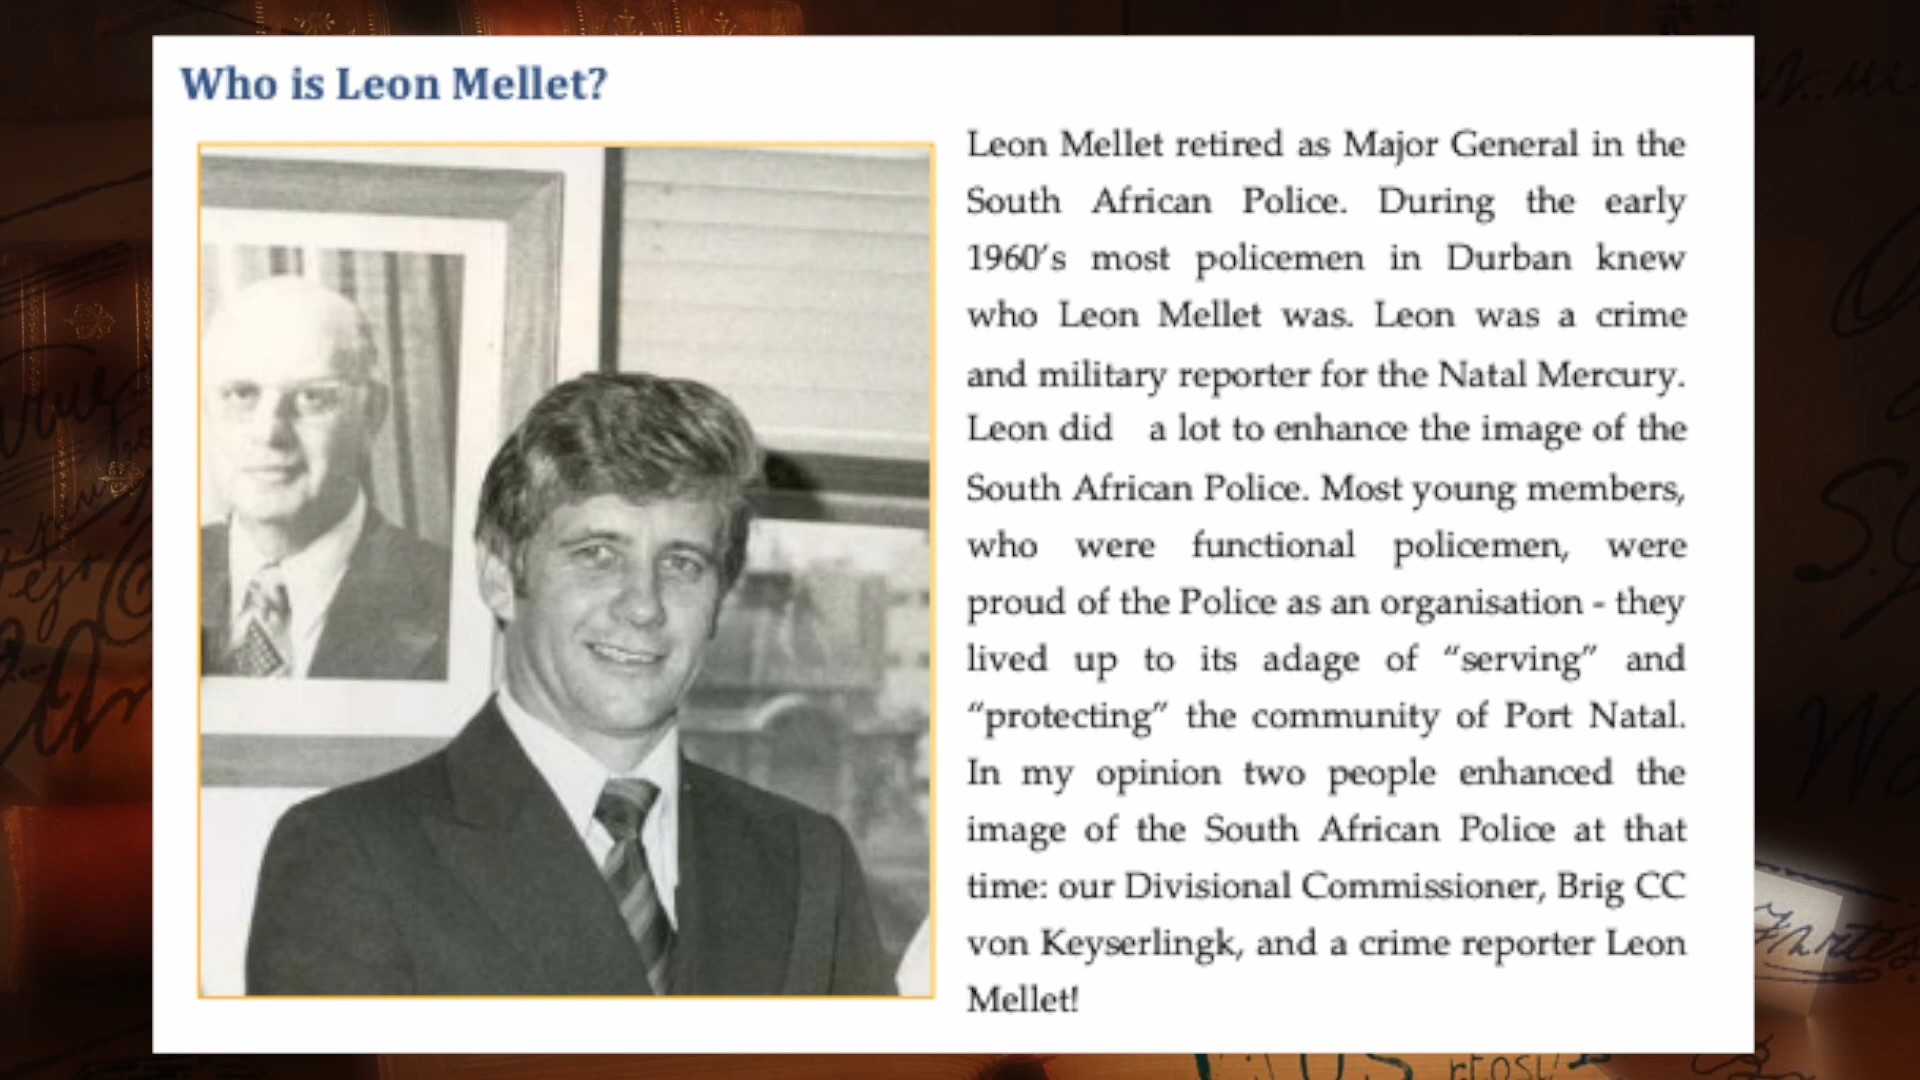 Who is Leon Mellet?
Leon Mellet retired as Major General in the
South African Police. During the early
1960's most policemen in Durban knew
who Leon Mellet was. Leon was a crime
and military reporter for the Natal Mercury.
Leon did a lot to enhance the image of the
South African Police. Most young members,
who were functional policemen, were
proud of the Police as an organisation - they
lived up to its adage of “serving” and
“protecting” the community of Port Natal.
In my opinion two people enhanced the
image of the South African Police at that
time: our Divisional Commissioner, Brig CC
von Keyserlingk, and a crime reporter Leon
Mellet!